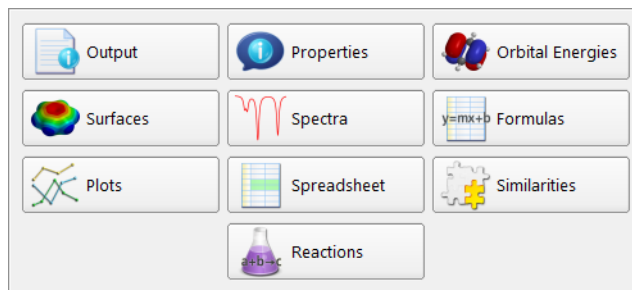 Output
Properties
Orbital Energies
Surfaces
Spectra
y=mx+b
Formulas
Plots
Spreadsheet
Similarities
a+b→c
Reactions